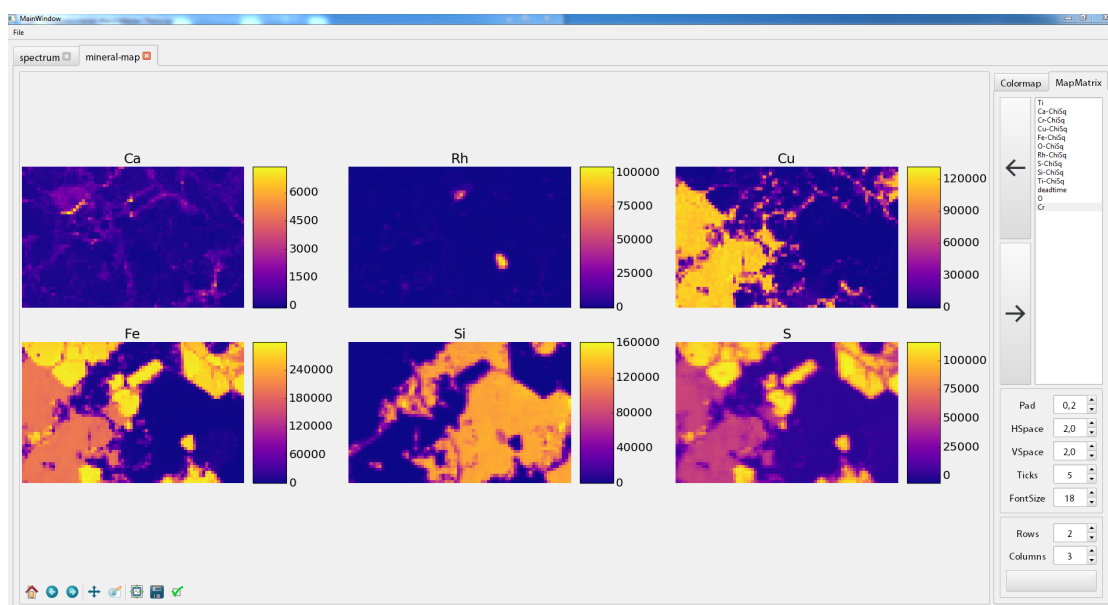 MainWindow
File
spectrum
mineral-map
Colormap
MapMatrix
Ca
6000
4500
3000
1500
0
Rh
100000
75000
50000
25000
0
Cu
120000
90000
60000
30000
0
Fe
240000
180000
120000
60000
0
Si
160000
120000
80000
40000
0
S
100000
75000
50000
25000
0
Ti
Ca-ChiSq
Cr-ChiSq
Cu-ChiSq
Fe-ChiSq
O-ChiSq
Rh-ChiSq
S-ChiSq
Si-ChiSq
Ti-ChiSq
deadtime
O
Cr
Pad 0,2
HSpace 2,0
VSpace 2,0
Ticks 5
FontSize 18
Rows 2
Columns 3